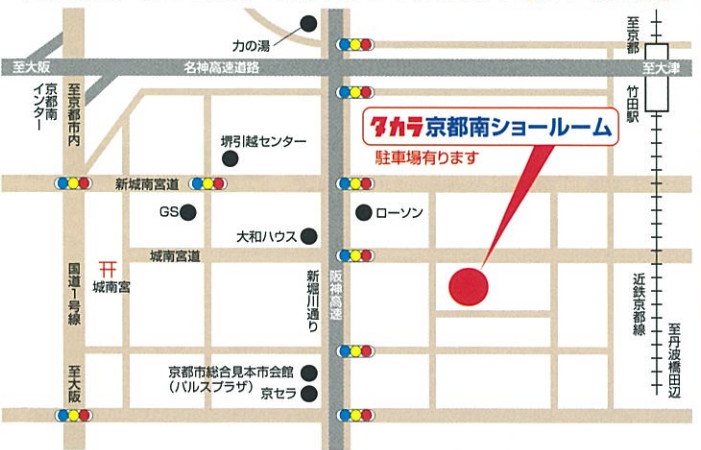 至京都
力の湯
至大阪
名神高速道路
至大津
京都南
インター
至京都市内
竹田駅
タカラ京都南ショールーム
駐車場有ります
堺引越センター
新城南宮道
GS
ローソン
大和ハウス
城南宮道
国道1号線
城南宮
新堀川通り
阪神高速
近鉄京都線
至丹波橋田辺
至大阪
京都市総合見本市会館
(パルスプラザ)
京セラ